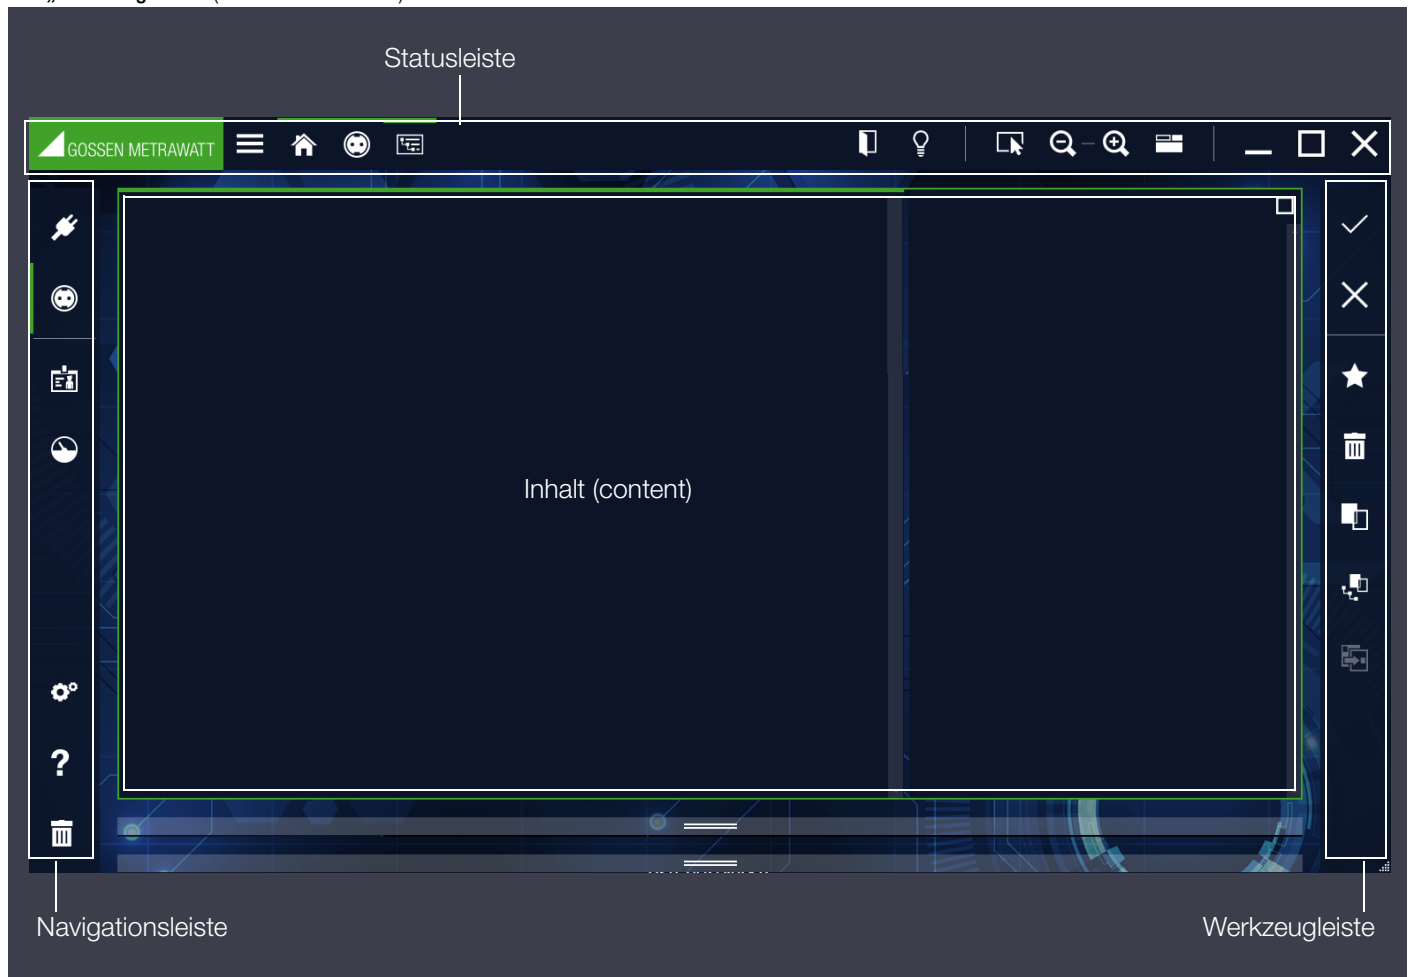 Statusleiste
GOSSEN METRAWATT
Inhalt (content)
Navigationsleiste
Werkzeugleiste